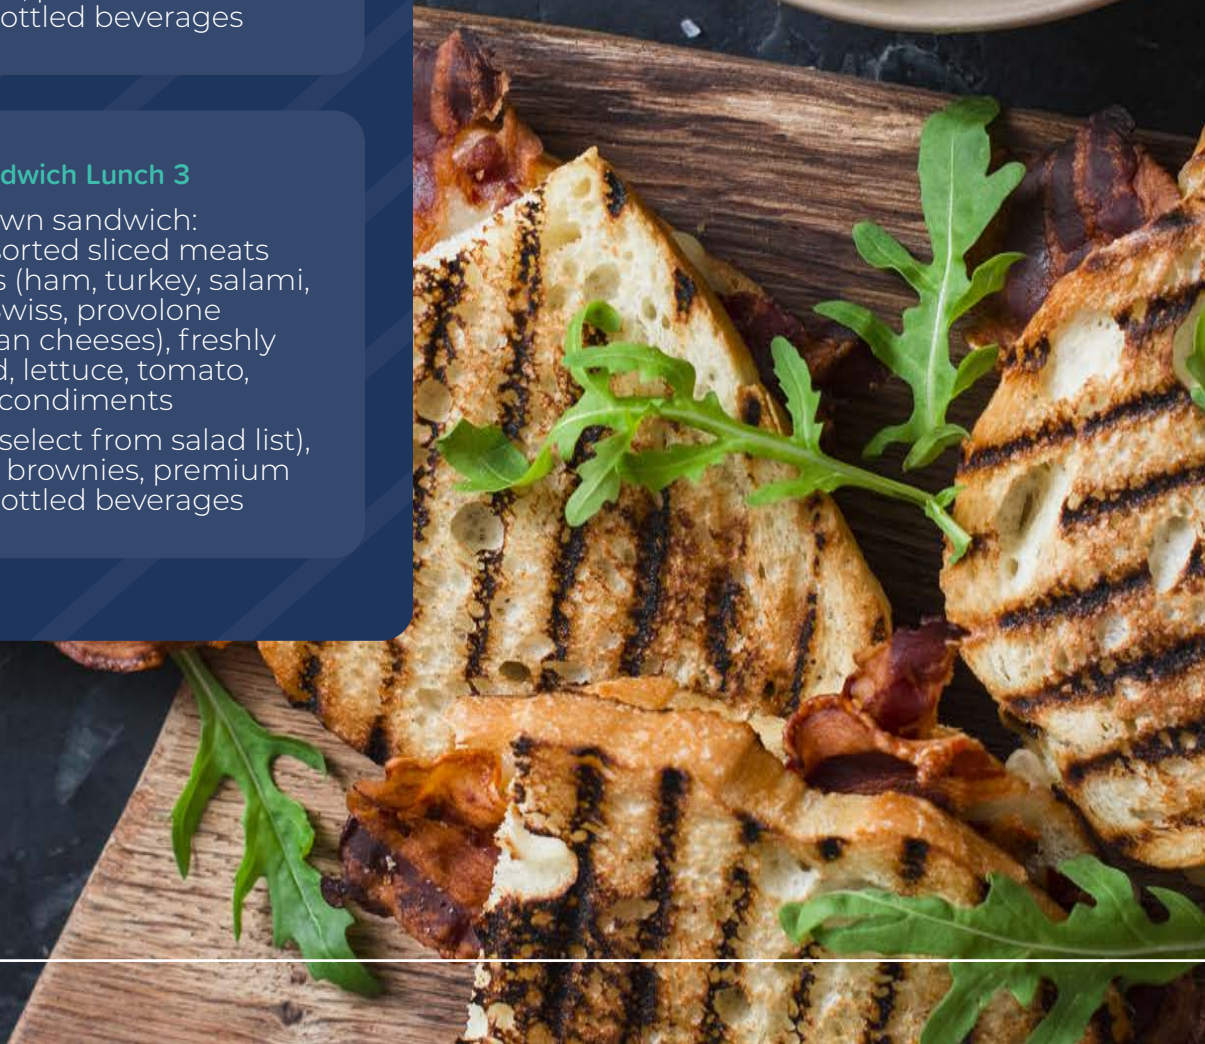 ottled beverages
dwich Lunch 3
wn sandwich:
sorted sliced meats
s (ham, turkey, salami,
wiss, provolone
an cheeses), freshly
d, lettuce, tomato,
condiments
select from salad list),
brownies, premium
ottled beverages